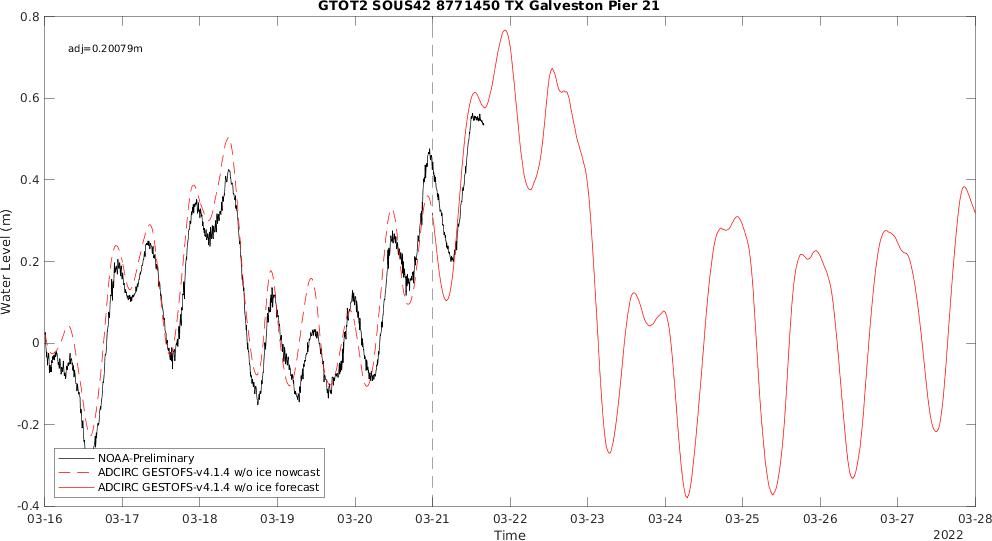 GTOT2 SOUS42 8771450 TX Galveston Pier 21
adj=0.20079m
0.8
0.6
0.4
0.2
0
-0.2
-0.4
Water Level (m)
NOAA-Preliminary
ADCIRC GESTOFS-v4.1.4 w/o ice nowcast
ADCIRC GESTOFS-v4.1.4 w/o ice forecast
03-16 03-17 03-18 03-19 03-20 03-21 03-22 03-23 03-24 03-25 03-26 03-27 03-28
Time
2022